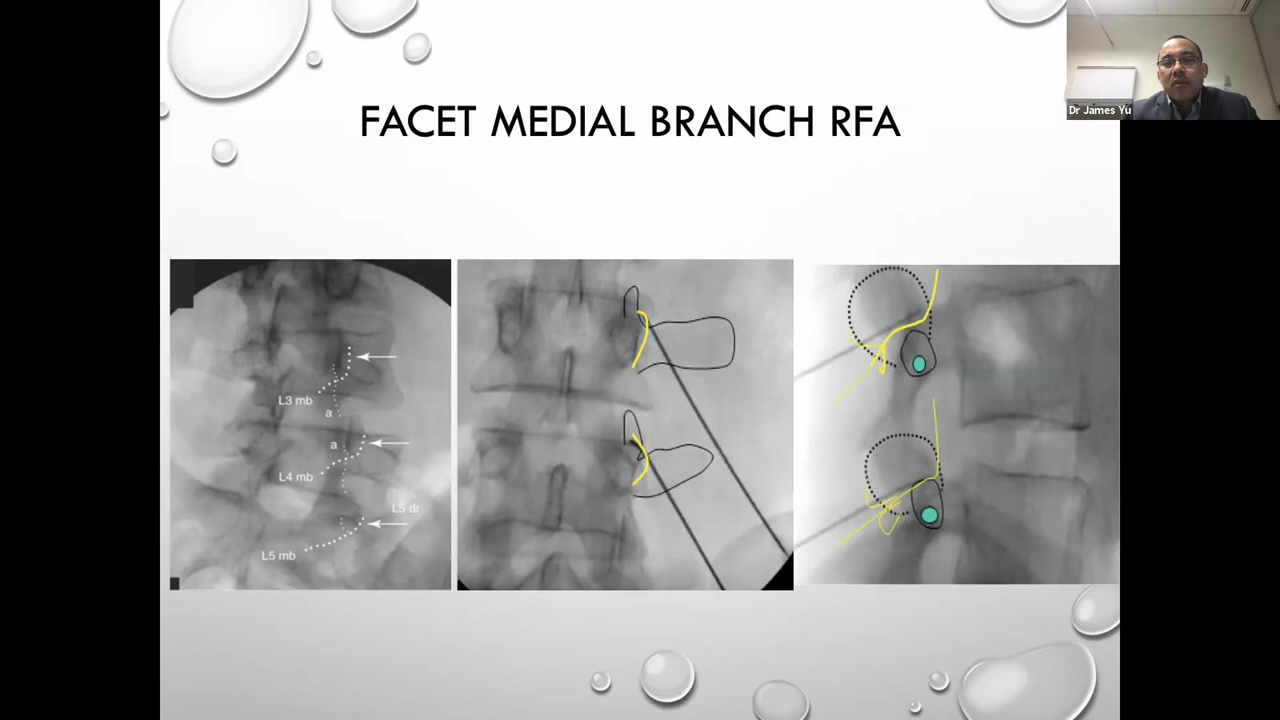 FACET MEDIAL BRANCH RFA
Dr James Yu
L3 mb
a
a
L4 mb
L5 dr
L5 mb